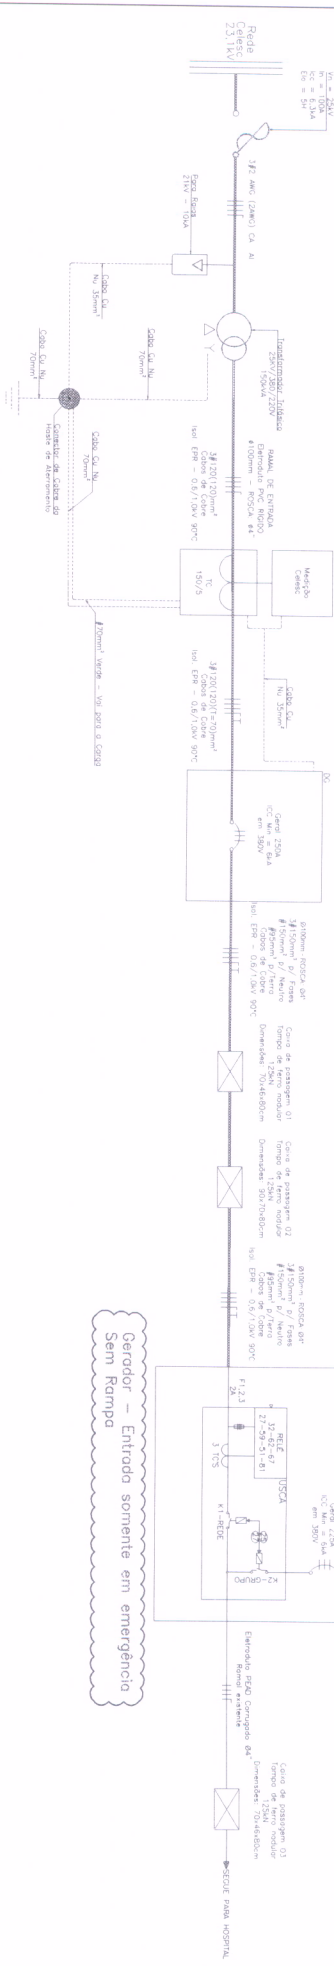 Rede
Celesc
23.1kV
Vn = 25kV
In = 100A
Icc = 6.3kA
Elo = 5H
3#2 AWG (2AWG) CA Al
Para Raios
21kV - 10kA
Cabo Cu
Nu 35mm²
Cabo Cu Nu
70mm²
Conector de Cobre da
Haste de Aterramento
Cabo Cu Nu
70mm²
Cabo Cu Nu
70mm²
Transformador Trifásico
25KV/380/220V
150kVA
RAMAL DE ENTRADA
Eletroduto PVC RÍGIDO
ø100mm - ROSCA ø4"
3#120(120)mm²
Cabos de Cobre
Isol. EPR - 0.6/1.0kV 90°C
Medição
Celesc
TC
150/5
#70mm² Verde - Vai para a Carga
Cabo Cu
Nu 35mm²
3#120(120)(T=70)mm²
Cabos de Cobre
Isol. EPR - 0.6/1.0kV 90°C
DG
Geral 250A
ICC Min = 6kA
em 380V
Ø100mm ROSCA Ø4"
3#150mm² p/ Fases
#150mm² p/ Neutro
#95mm² p/Terra
Cabos de Cobre
Isol. EPR - 0.6/1.0kV 90°C
Caixa de passagem 01
Tampa de ferro nodular
125kN
Dimensões: 70x46x80cm
Caixa de passagem 02
Tampa de ferro nodular
125kN
Dimensões: 90x70x80cm
Ø100mm ROSCA Ø4"
3#150mm² p/ Fases
#150mm² p/ Neutro
#95mm² p/Terra
Cabos de Cobre
Isol. EPR - 0.6/1.0kV 90°C
Gerador - Entrada somente em emergência
Sem Rampa
F1,2,3
2A
RELÉ
32-62-67
27-59-51-81
USCA
3 TC'S
K1-REDE
K2-GRUPO
Geral 220A
ICC Min = 6kA
em 380V
Eletroduto PEAD Corrugado Ø4"
Ramal existente
Caixa de passagem 03
Tampa de ferro nodular
125kN
Dimensões: 70x46x80cm
SEGUE PARA HOSPITAL